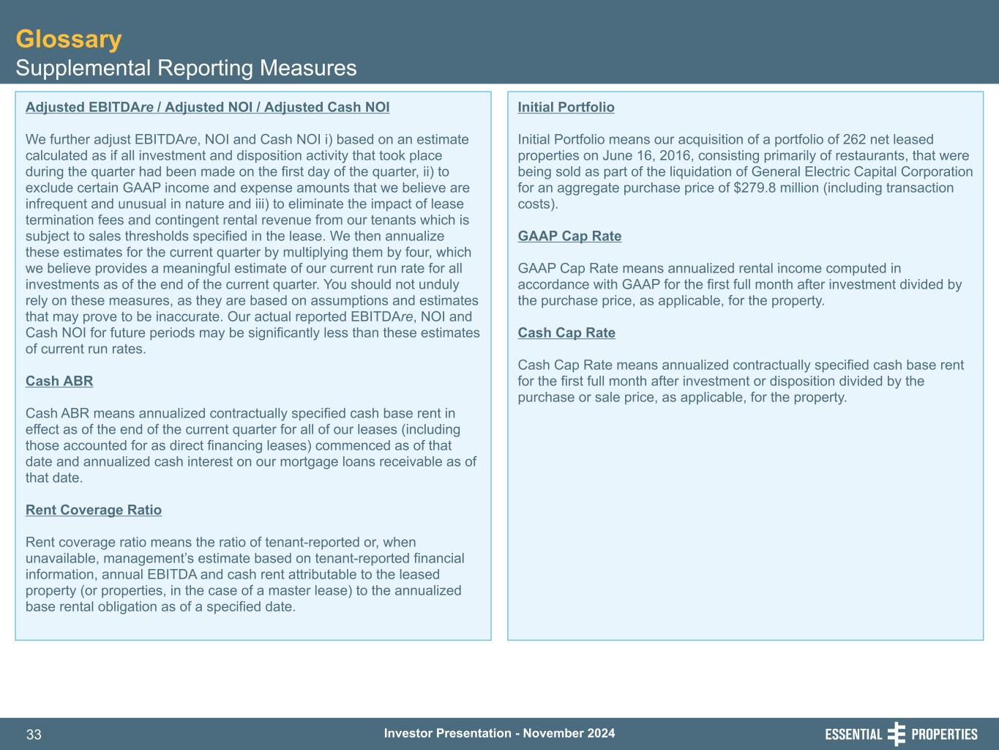 Glossary
Supplemental Reporting Measures
Adjusted EBITDAre / Adjusted NOI / Adjusted Cash NOI
We further adjust EBITDAre, NOI and Cash NOI i) based on an estimate
calculated as if all investment and disposition activity that took place
during the quarter had been made on the first day of the quarter, ii) to
exclude certain GAAP income and expense amounts that we believe are
infrequent and unusual in nature and iii) to eliminate the impact of lease
termination fees and contingent rental revenue from our tenants which is
subject to sales thresholds specified in the lease. We then annualize
these estimates for the current quarter by multiplying them by four, which
we believe provides a meaningful estimate of our current run rate for all
investments as of the end of the current quarter. You should not unduly
rely on these measures, as they are based on assumptions and estimates
that may prove to be inaccurate. Our actual reported EBITDAre, NOI and
Cash NOI for future periods may be significantly less than these estimates
of current run rates.
Cash ABR
Cash ABR means annualized contractually specified cash base rent in
effect as of the end of the current quarter for all of our leases (including
those accounted for as direct financing leases) commenced as of that
date and annualized cash interest on our mortgage loans receivable as of
that date.
Rent Coverage Ratio
Rent coverage ratio means the ratio of tenant-reported or, when
unavailable, management’s estimate based on tenant-reported financial
information, annual EBITDA and cash rent attributable to the leased
property (or properties, in the case of a master lease) to the annualized
base rental obligation as of a specified date.
Initial Portfolio
Initial Portfolio means our acquisition of a portfolio of 262 net leased
properties on June 16, 2016, consisting primarily of restaurants, that were
being sold as part of the liquidation of General Electric Capital Corporation
for an aggregate purchase price of $279.8 million (including transaction
costs).
GAAP Cap Rate
GAAP Cap Rate means annualized rental income computed in
accordance with GAAP for the first full month after investment divided by
the purchase price, as applicable, for the property.
Cash Cap Rate
Cash Cap Rate means annualized contractually specified cash base rent
for the first full month after investment or disposition divided by the
purchase or sale price, as applicable, for the property.
33
Investor Presentation - November 2024
ESSENTIAL PROPERTIES